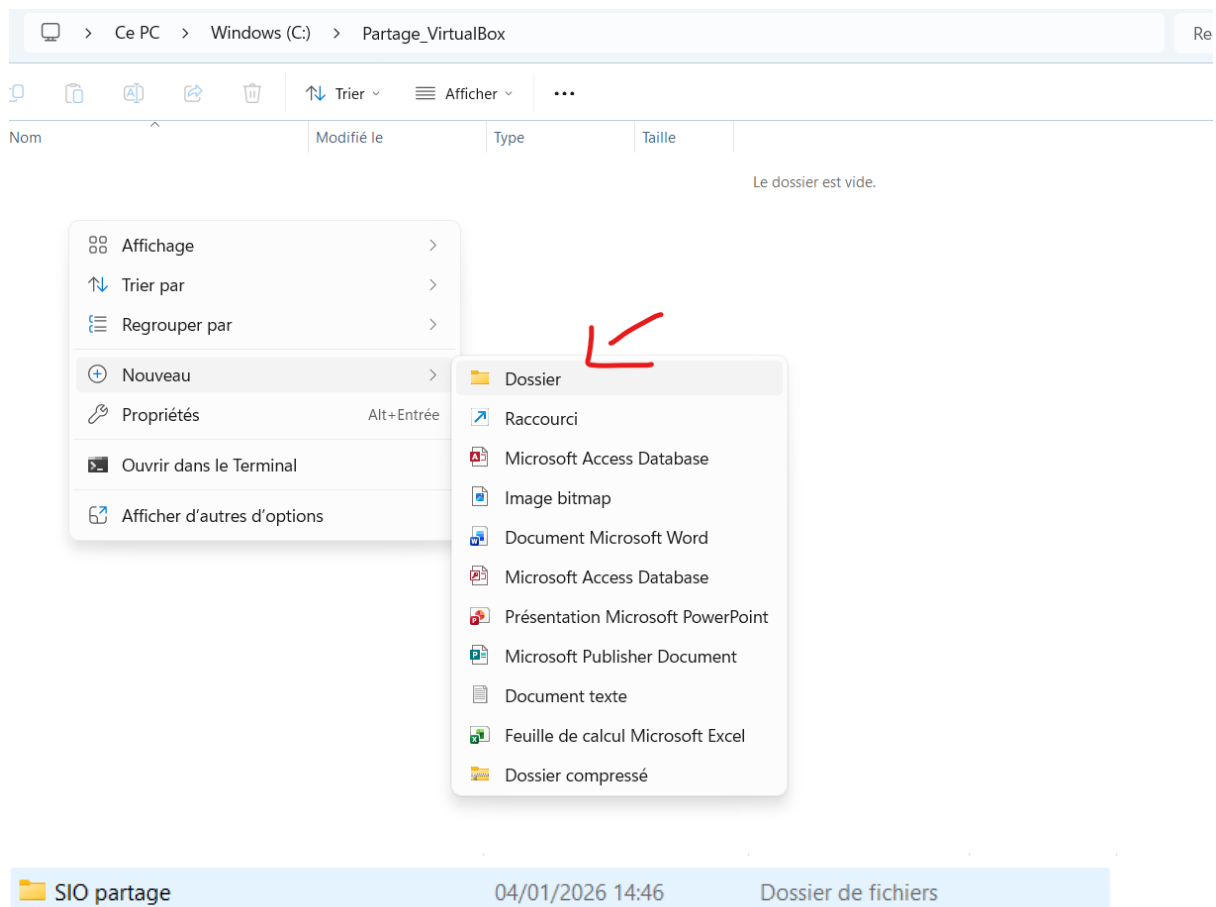 Ce PC > Windows (C:) > Partage_VirtualBox Re
Trier Afficher ...
Nom Modifié le Type Taille
Le dossier est vide.
Affichage
Trier par
Regrouper par
Nouveau
Propriétés Alt+Entrée
Ouvrir dans le Terminal
Afficher d'autres d'options
Dossier
Raccourci
Microsoft Access Database
Image bitmap
Document Microsoft Word
Microsoft Access Database
Présentation Microsoft PowerPoint
Microsoft Publisher Document
Document texte
Feuille de calcul Microsoft Excel
Dossier compressé
SIO partage 04/01/2026 14:46 Dossier de fichiers